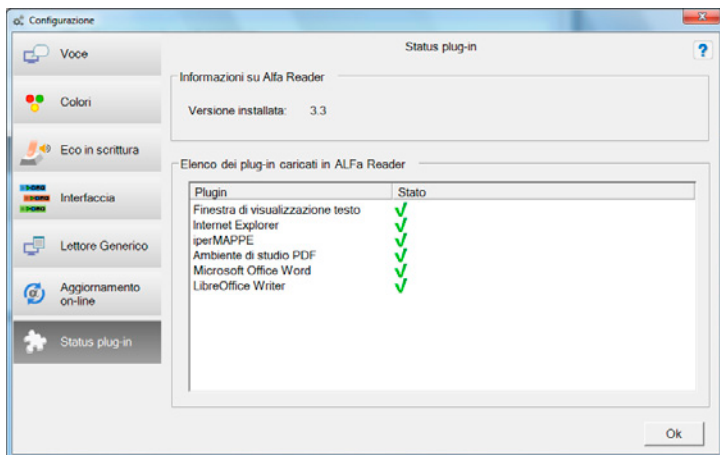 Configurazione
Voce
Colori
Eco in scrittura
Interfaccia
Lettore Generico
Aggiornamento
on-line
Status plug-in
Status plug-in
?
Informazioni su Alfa Reader
Versione installata: 3.3
Elenco dei plug-in caricati in ALFa Reader
Plugin Stato
Finestra di visualizzazione testo
Internet Explorer
iperMAPPE
Ambiente di studio PDF
Microsoft Office Word
LibreOffice Writer
Ok